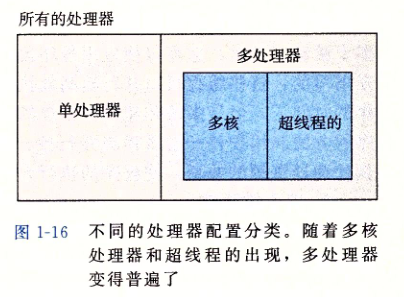 所有的处理器
多处理器
单处理器
多核
超线程的
图 1-16 不同的处理器配置分类。随着多核
处理器和超线程的出现，多处理器
变得普遍了